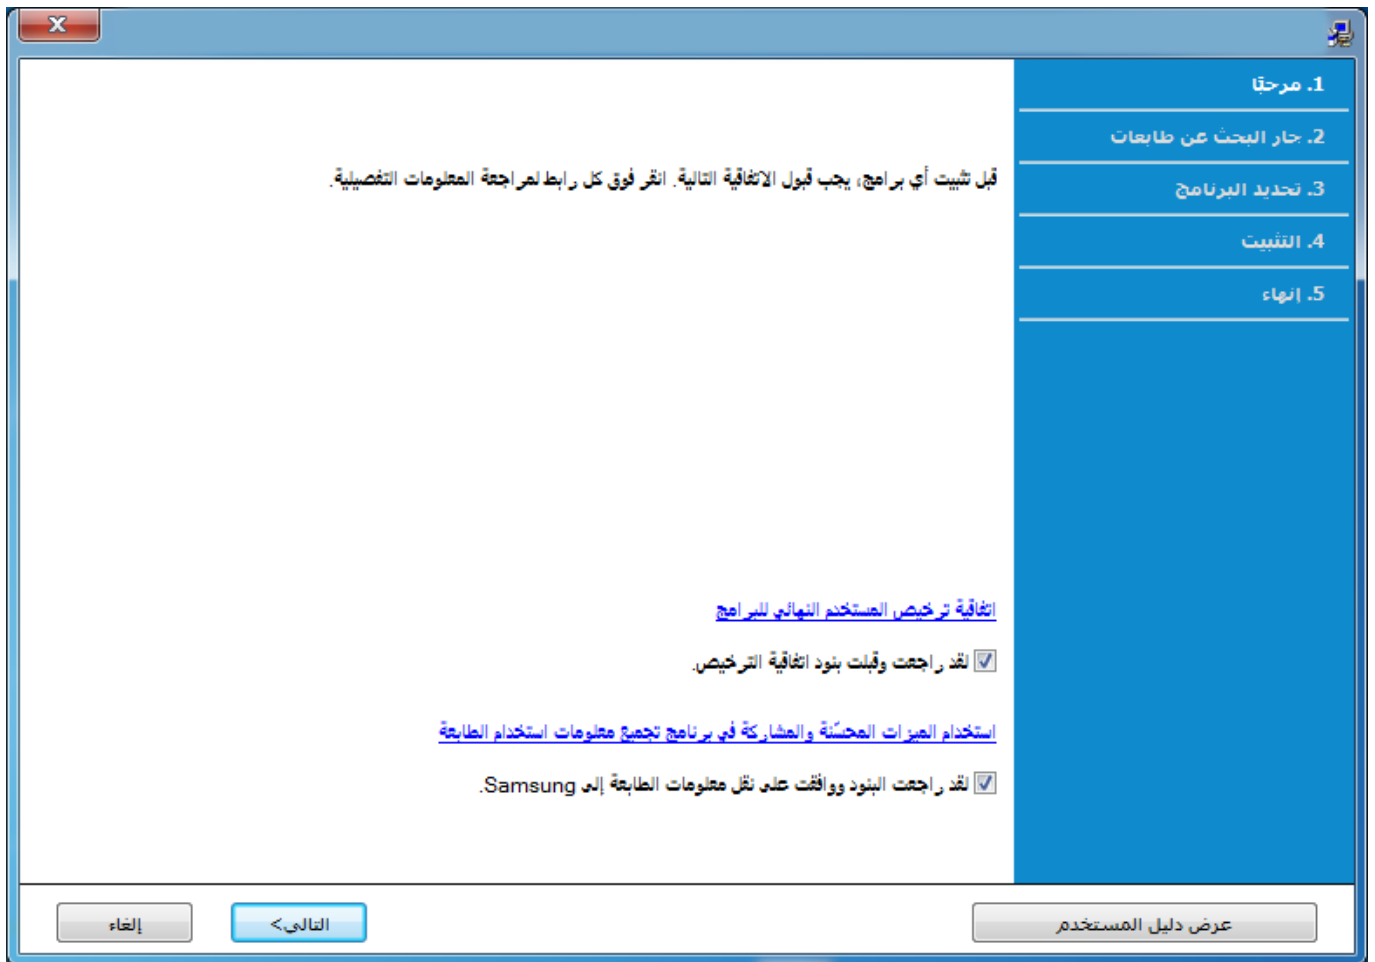 1. مرحبًا
2. جار البحث عن طابعات
3. تحديد البرنامج
4. التثبيت
5. إنهاء
قبل تثبيت أي برامج، يجب قبول الاتفاقية التالية. انقر فوق كل رابط لمراجعة المعلومات التفصيلية.
اتفاقية ترخيص المستخدم النهائي للبرامج
لقد راجعت وقبلت بنود اتفاقية الترخيص.
استخدام الميزات المحسّنة والمشاركة في برنامج تجميع معلومات استخدام الطابعة
لقد راجعت البنود ووافقت على نقل معلومات الطابعة إلى Samsung.
عرض دليل المستخدم
التالي>
إلغاء